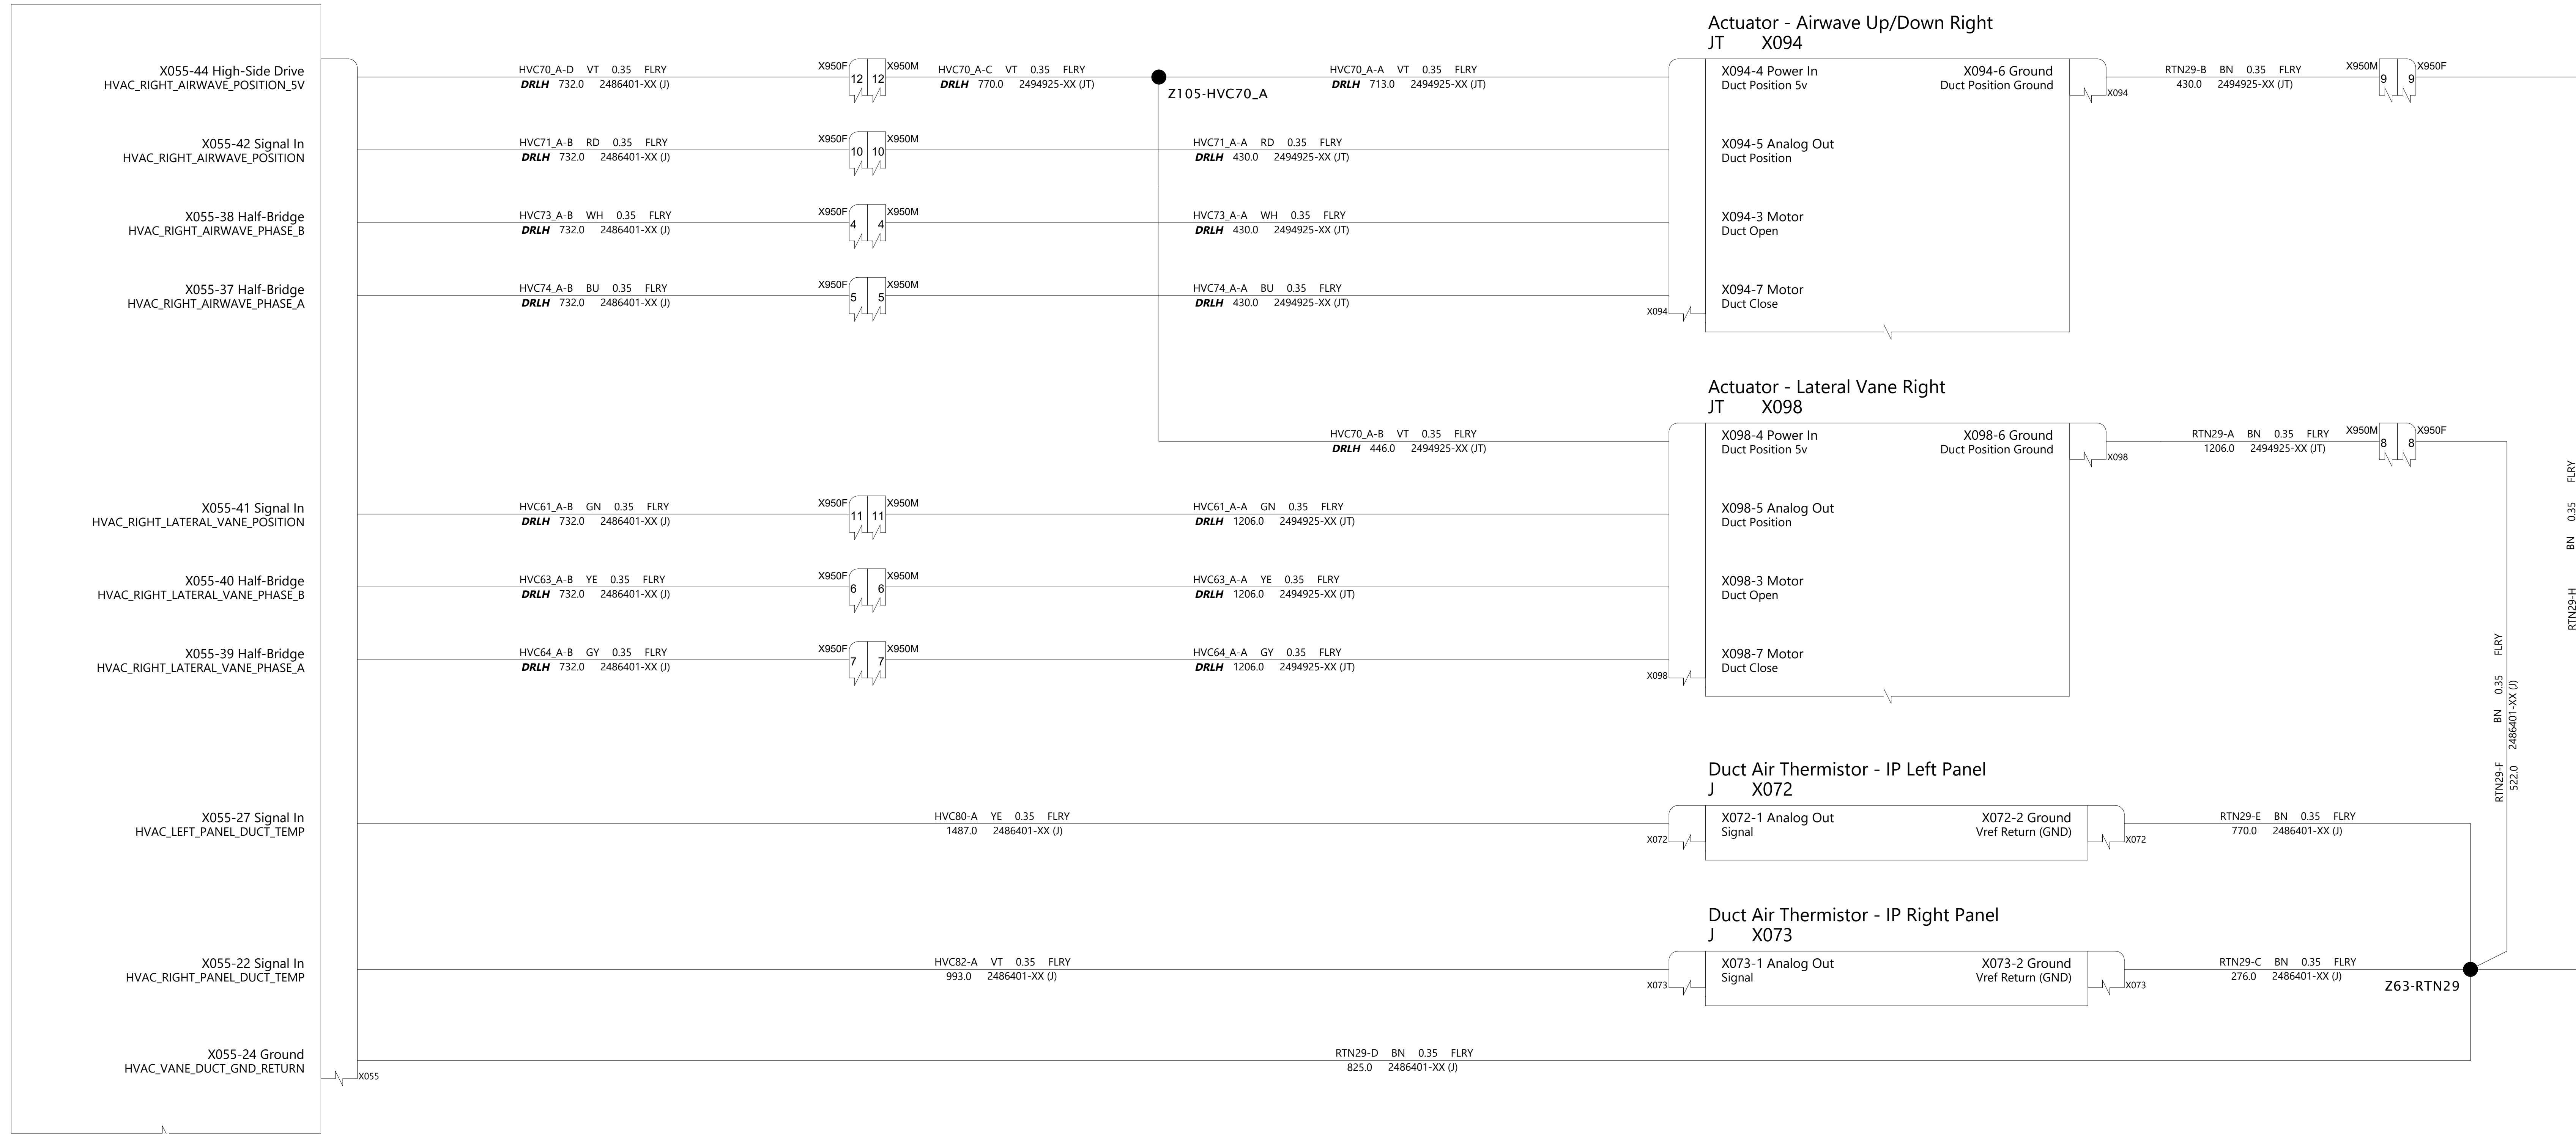 Actuator - Airwave Up/Down Right
JT X094
X055-44 High-Side Drive
HVAC_RIGHT_AIRWAVE_POSITION_5V
HVC70_A-D VT 0.35 FLRY
DRLH 732.0 2486401-XX (J)
X950F 12 12 X950M
HVC70_A-C VT 0.35 FLRY
DRLH 770.0 2494925-XX (JT)
Z105-HVC70_A
HVC70_A-A VT 0.35 FLRY
DRLH 713.0 2494925-XX (JT)
X094-4 Power In
Duct Position 5v
X094-6 Ground
Duct Position Ground
X094
RTN29-B BN 0.35 FLRY
430.0 2494925-XX (JT)
X950M 9 9 X950F
X055-42 Signal In
HVAC_RIGHT_AIRWAVE_POSITION
HVC71_A-B RD 0.35 FLRY
DRLH 732.0 2486401-XX (J)
X950F 10 10 X950M
HVC71_A-A RD 0.35 FLRY
DRLH 430.0 2494925-XX (JT)
X094-5 Analog Out
Duct Position
X055-38 Half-Bridge
HVAC_RIGHT_AIRWAVE_PHASE_B
HVC73_A-B WH 0.35 FLRY
DRLH 732.0 2486401-XX (J)
X950F 4 4 X950M
HVC73_A-A WH 0.35 FLRY
DRLH 430.0 2494925-XX (JT)
X094-3 Motor
Duct Open
X055-37 Half-Bridge
HVAC_RIGHT_AIRWAVE_PHASE_A
HVC74_A-B BU 0.35 FLRY
DRLH 732.0 2486401-XX (J)
X950F 5 5 X950M
HVC74_A-A BU 0.35 FLRY
DRLH 430.0 2494925-XX (JT)
X094-7 Motor
Duct Close
X094
Actuator - Lateral Vane Right
JT X098
HVC70_A-B VT 0.35 FLRY
DRLH 446.0 2494925-XX (JT)
X098-4 Power In
Duct Position 5v
X098-6 Ground
Duct Position Ground
X098
RTN29-A BN 0.35 FLRY
1206.0 2494925-XX (JT)
X950M 8 8 X950F
X055-41 Signal In
HVAC_RIGHT_LATERAL_VANE_POSITION
HVC61_A-B GN 0.35 FLRY
DRLH 732.0 2486401-XX (J)
X950F 11 11 X950M
HVC61_A-A GN 0.35 FLRY
DRLH 1206.0 2494925-XX (JT)
X098-5 Analog Out
Duct Position
X055-40 Half-Bridge
HVAC_RIGHT_LATERAL_VANE_PHASE_B
HVC63_A-B YE 0.35 FLRY
DRLH 732.0 2486401-XX (J)
X950F 6 6 X950M
HVC63_A-A YE 0.35 FLRY
DRLH 1206.0 2494925-XX (JT)
X098-3 Motor
Duct Open
X055-39 Half-Bridge
HVAC_RIGHT_LATERAL_VANE_PHASE_A
HVC64_A-B GY 0.35 FLRY
DRLH 732.0 2486401-XX (J)
X950F 7 7 X950M
HVC64_A-A GY 0.35 FLRY
DRLH 1206.0 2494925-XX (JT)
X098-7 Motor
Duct Close
X098
RTN29-F BN 0.35 FLRY
522.0 2486401-XX (J)
RTN29-H BN 0.35 FLRY
Duct Air Thermistor - IP Left Panel
J X072
X055-27 Signal In
HVAC_LEFT_PANEL_DUCT_TEMP
HVC80-A YE 0.35 FLRY
1487.0 2486401-XX (J)
X072
X072-1 Analog Out
Signal
X072-2 Ground
Vref Return (GND)
X072
RTN29-E BN 0.35 FLRY
770.0 2486401-XX (J)
Duct Air Thermistor - IP Right Panel
J X073
X055-22 Signal In
HVAC_RIGHT_PANEL_DUCT_TEMP
HVC82-A VT 0.35 FLRY
993.0 2486401-XX (J)
X073
X073-1 Analog Out
Signal
X073-2 Ground
Vref Return (GND)
X073
RTN29-C BN 0.35 FLRY
276.0 2486401-XX (J)
Z63-RTN29
X055-24 Ground
HVAC_VANE_DUCT_GND_RETURN
X055
RTN29-D BN 0.35 FLRY
825.0 2486401-XX (J)